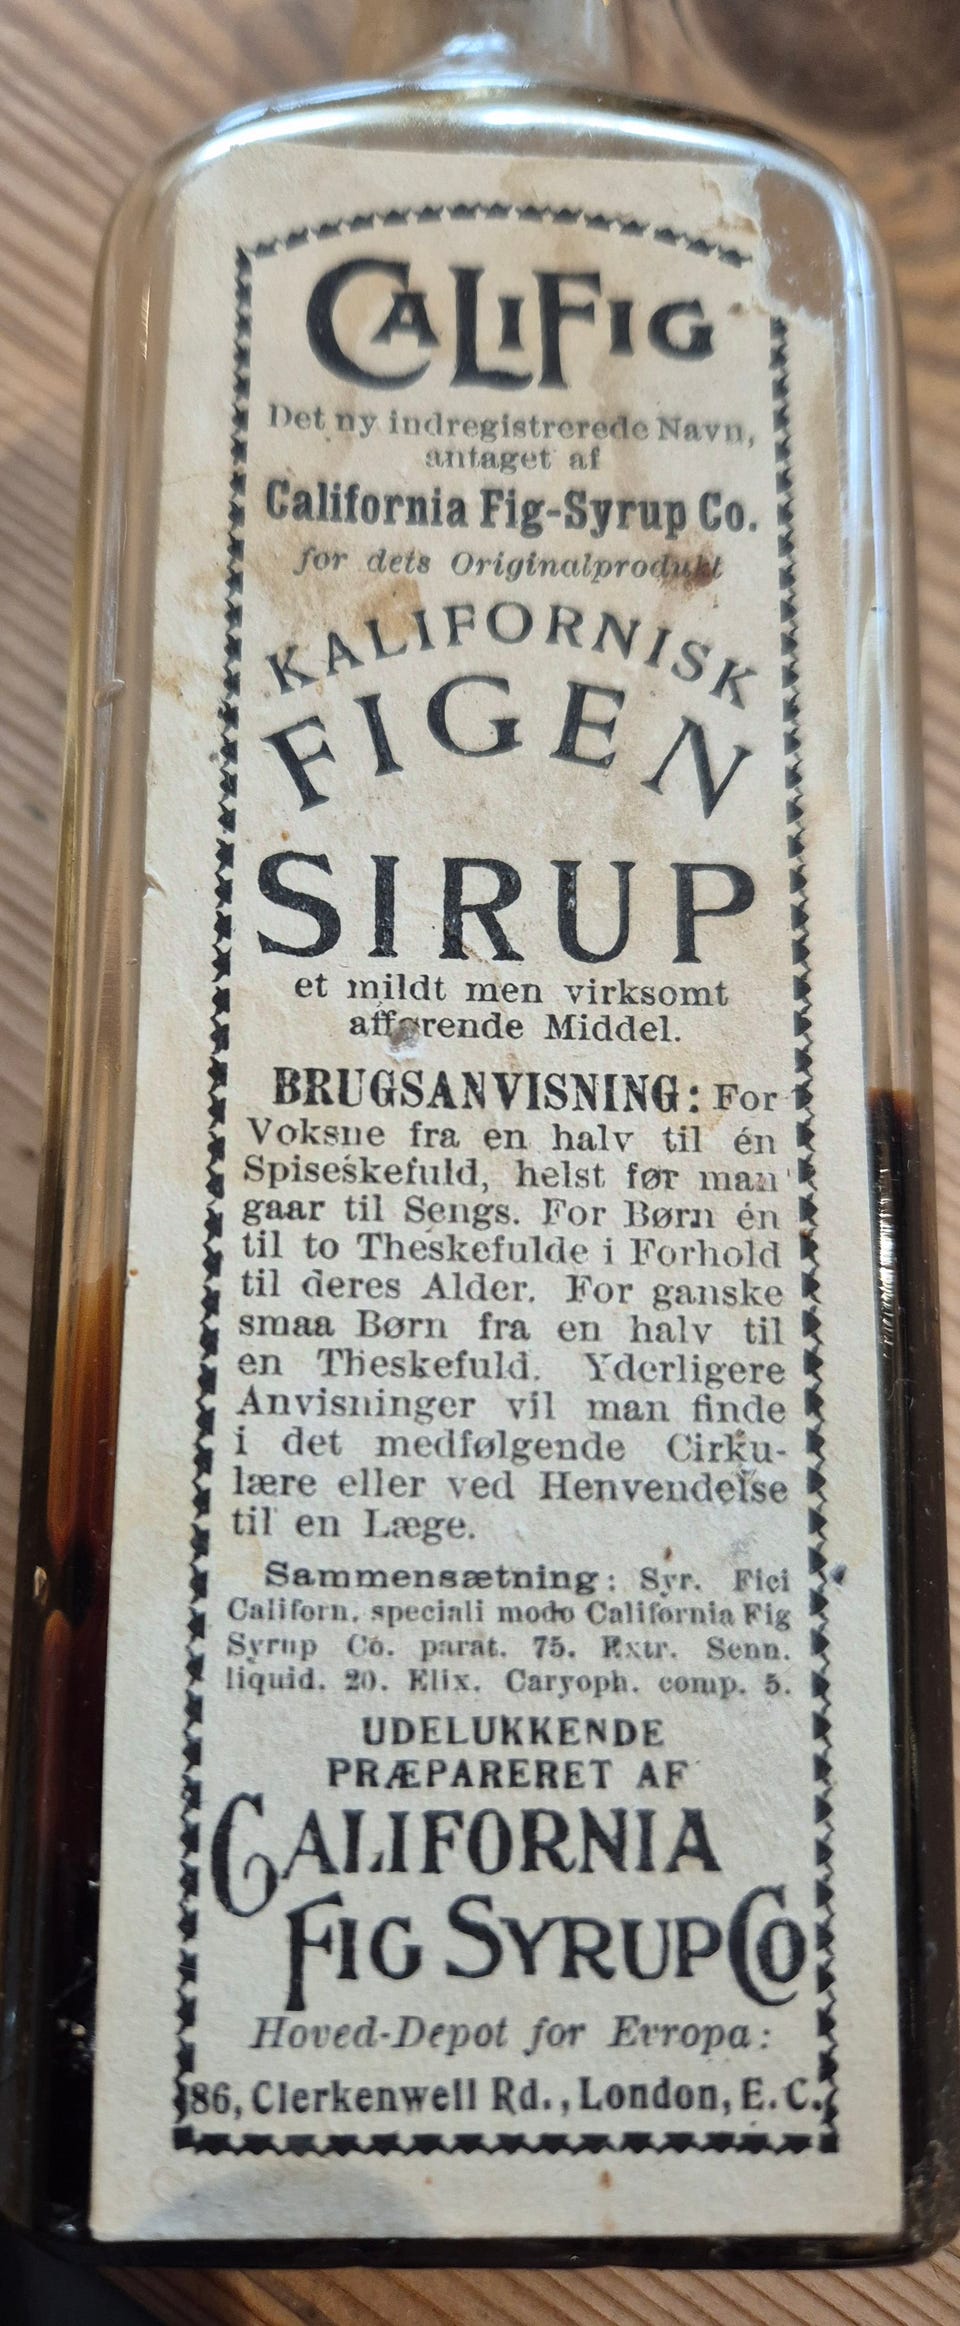 CALIFIG
Det ny indregistrerede Navn,
antaget af
California Fig-Syrup Co.
for dets Originalprodukt
KALIFORNISK
FIGEN
SIRUP
et mildt men virksomt
afførende Middel.
BRUGSANVISNING: For
Voksne fra en halv til én
Spiseskefuld, helst før man
gaar til Sengs. For Børn én
til to Theskefulde i Forhold
til deres Alder. For ganske
smaa Børn fra en halv til
en Theskefuld. Yderligere
Anvisninger vil man finde
i det medfølgende Cirku-
lære eller ved Henvendelse
til en Læge.
Sammensætning: Syr. Fici
Californ. speciali modo California Fig
Syrup Co. parat. 75. Extr. Senn.
liquid. 20. Elix. Caryoph. comp. 5.
UDELUKKENDE
PRÆPARERET AF
CALIFORNIA
FIG SYRUP CO
Hoved-Depot for Evropa:
86, Clerkenwell Rd., London, E. C.